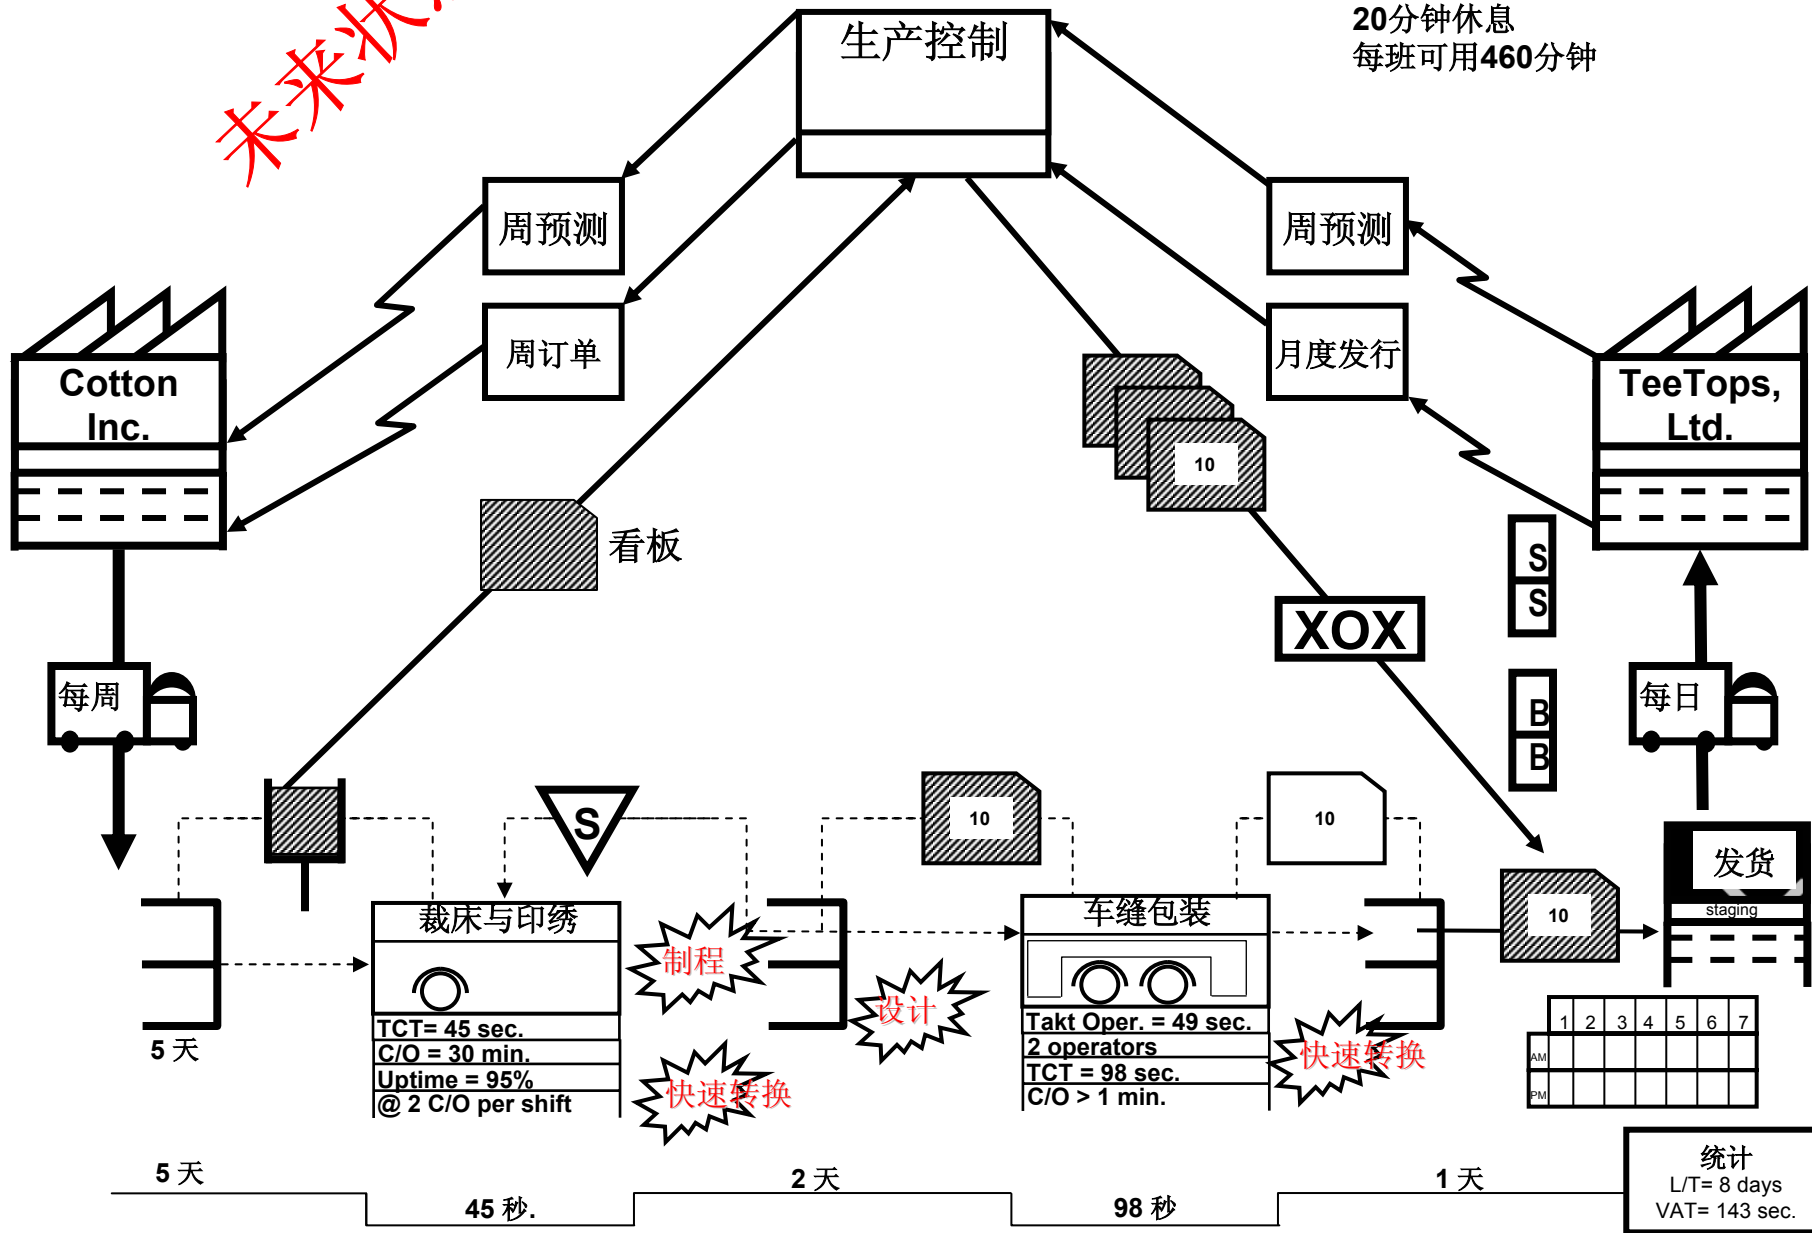 未来状
生产控制
20分钟休息
每班可用460分钟
周预测
周预测
周订单
月度发行
Cotton
Inc.
TeeTops,
Ltd.
10
看板
S
S
XOX
B
B
每周
每日
S
10
10
发货
staging
10
裁床与印绣
车缝包装
制程
设计
TCT= 45 sec.
C/O = 30 min.
Uptime = 95%
@ 2 C/O per shift
快速转换
Takt Oper. = 49 sec.
2 operators
TCT = 98 sec.
C/O > 1 min.
快速转换
1 2 3 4 5 6 7
AM
PM
5 天
5 天
45 秒.
2 天
98 秒
1 天
统计
L/T= 8 days
VAT= 143 sec.